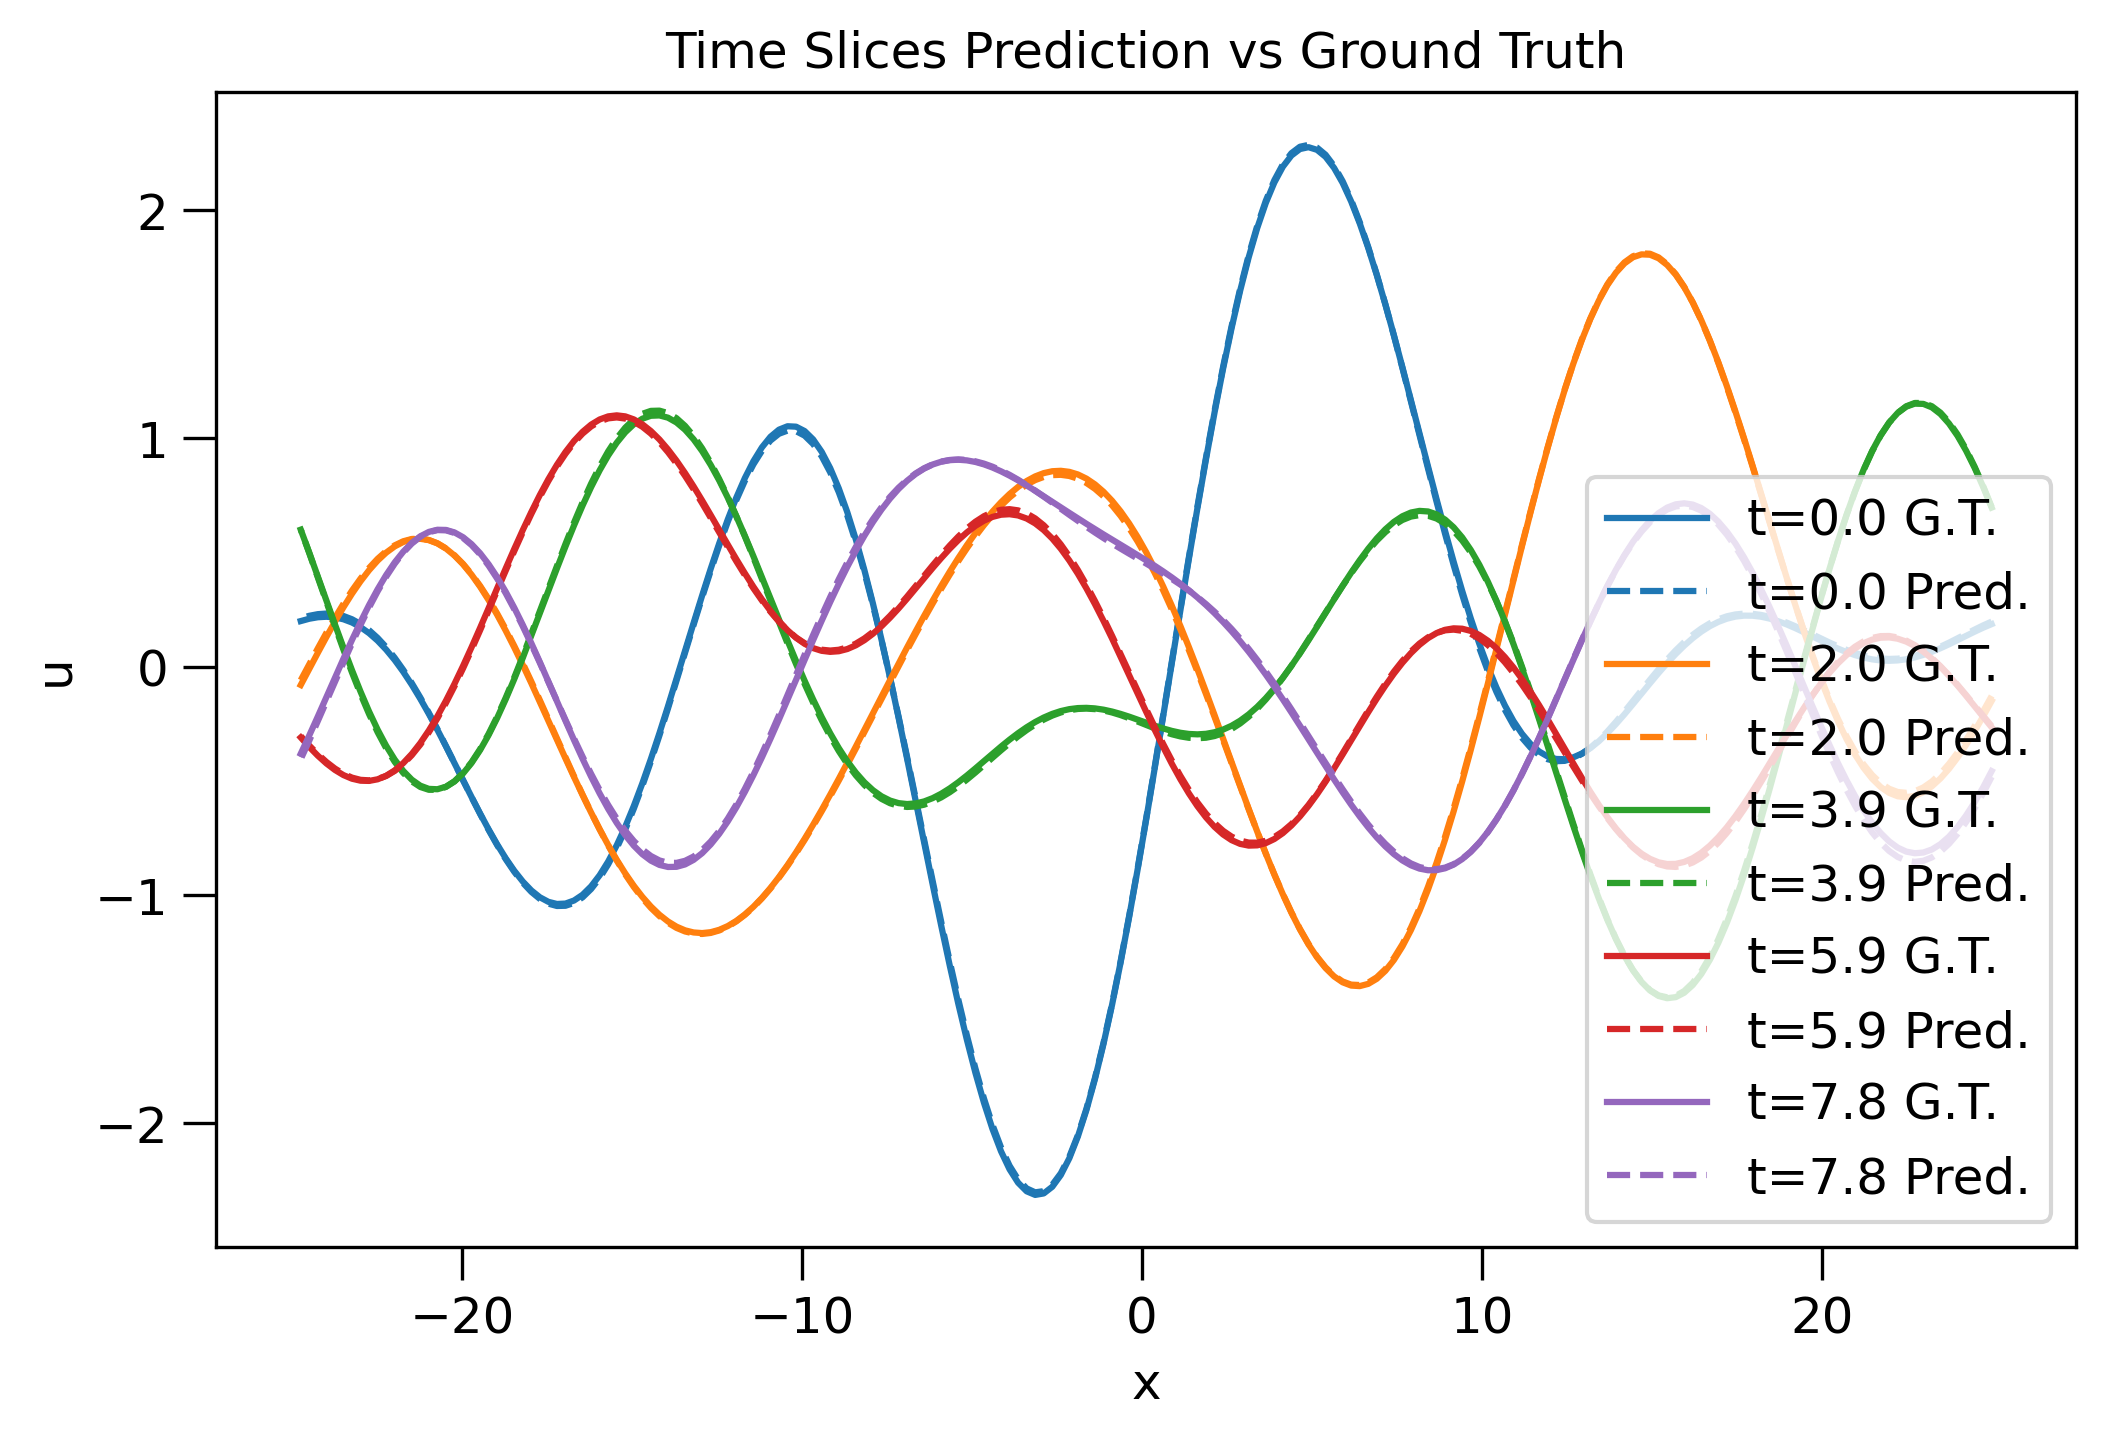 Time Slices Prediction vs Ground Truth
2
1
0
−1
−2
u
−20
−10
0
10
20
x
t=0.0 G.T.
t=0.0 Pred.
t=2.0 G.T.
t=2.0 Pred.
t=3.9 G.T.
t=3.9 Pred.
t=5.9 G.T.
t=5.9 Pred.
t=7.8 G.T.
t=7.8 Pred.